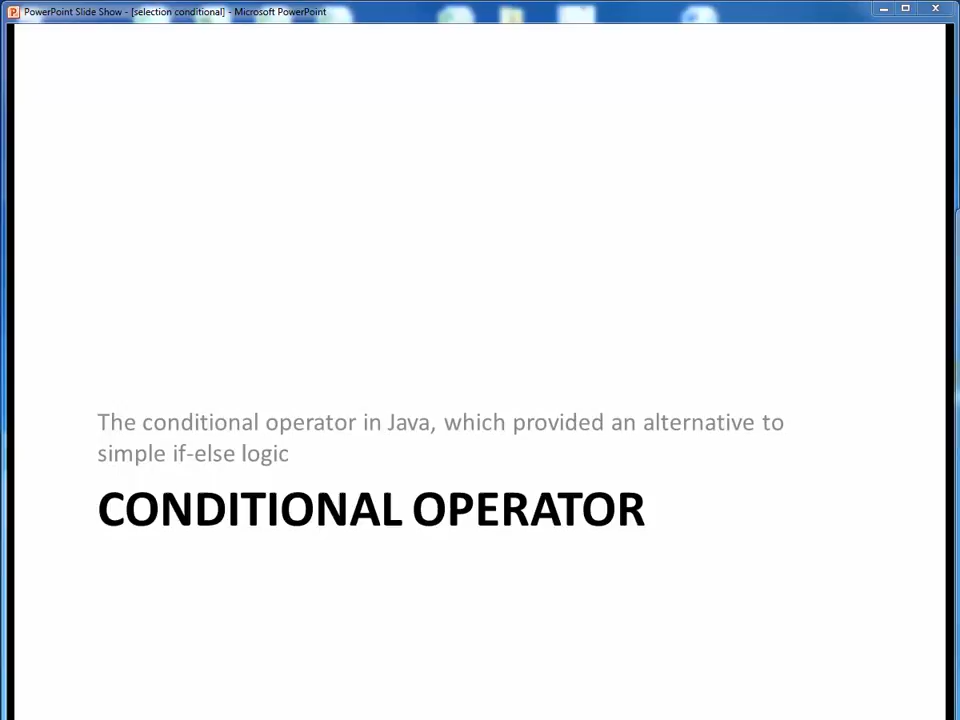 PowerPoint Slide Show - [selection conditional] - Microsoft PowerPoint
The conditional operator in Java, which provided an alternative to
simple if-else logic
CONDITIONAL OPERATOR